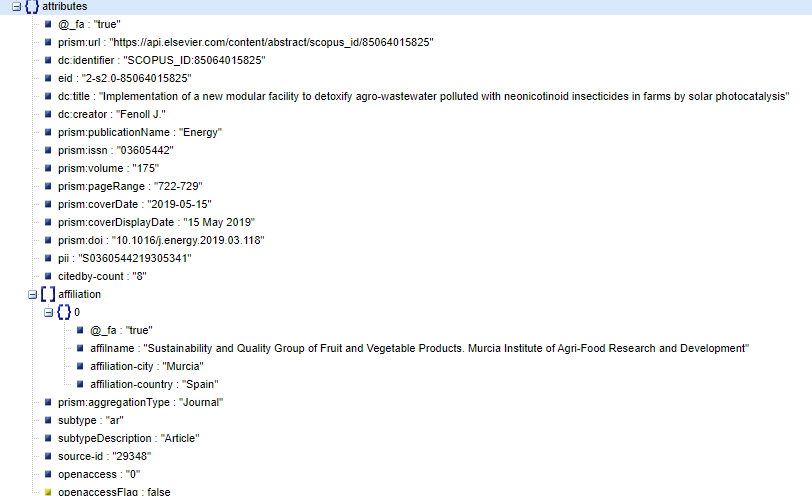 attributes
@_fa : "true"
prism:url : "https://api.elsevier.com/content/abstract/scopus_id/85064015825"
dc:identifier : "SCOPUS_ID:85064015825"
eid : "2-s2.0-85064015825"
dc:title : "Implementation of a new modular facility to detoxify agro-wastewater polluted with neonicotinoid insecticides in farms by solar photocatalysis"
dc:creator : "Fenoll J."
prism:publicationName : "Energy"
prism:issn : "03605442"
prism:volume : "175"
prism:pageRange : "722-729"
prism:coverDate : "2019-05-15"
prism:coverDisplayDate : "15 May 2019"
prism:doi : "10.1016/j.energy.2019.03.118"
pii : "S0360544219305341"
citedby-count : "8"
affiliation
0
@_fa : "true"
affilname : "Sustainability and Quality Group of Fruit and Vegetable Products. Murcia Institute of Agri-Food Research and Development"
affiliation-city : "Murcia"
affiliation-country : "Spain"
prism:aggregationType : "Journal"
subtype : "ar"
subtypeDescription : "Article"
source-id : "29348"
openaccess : "0"
openaccessFlag : false